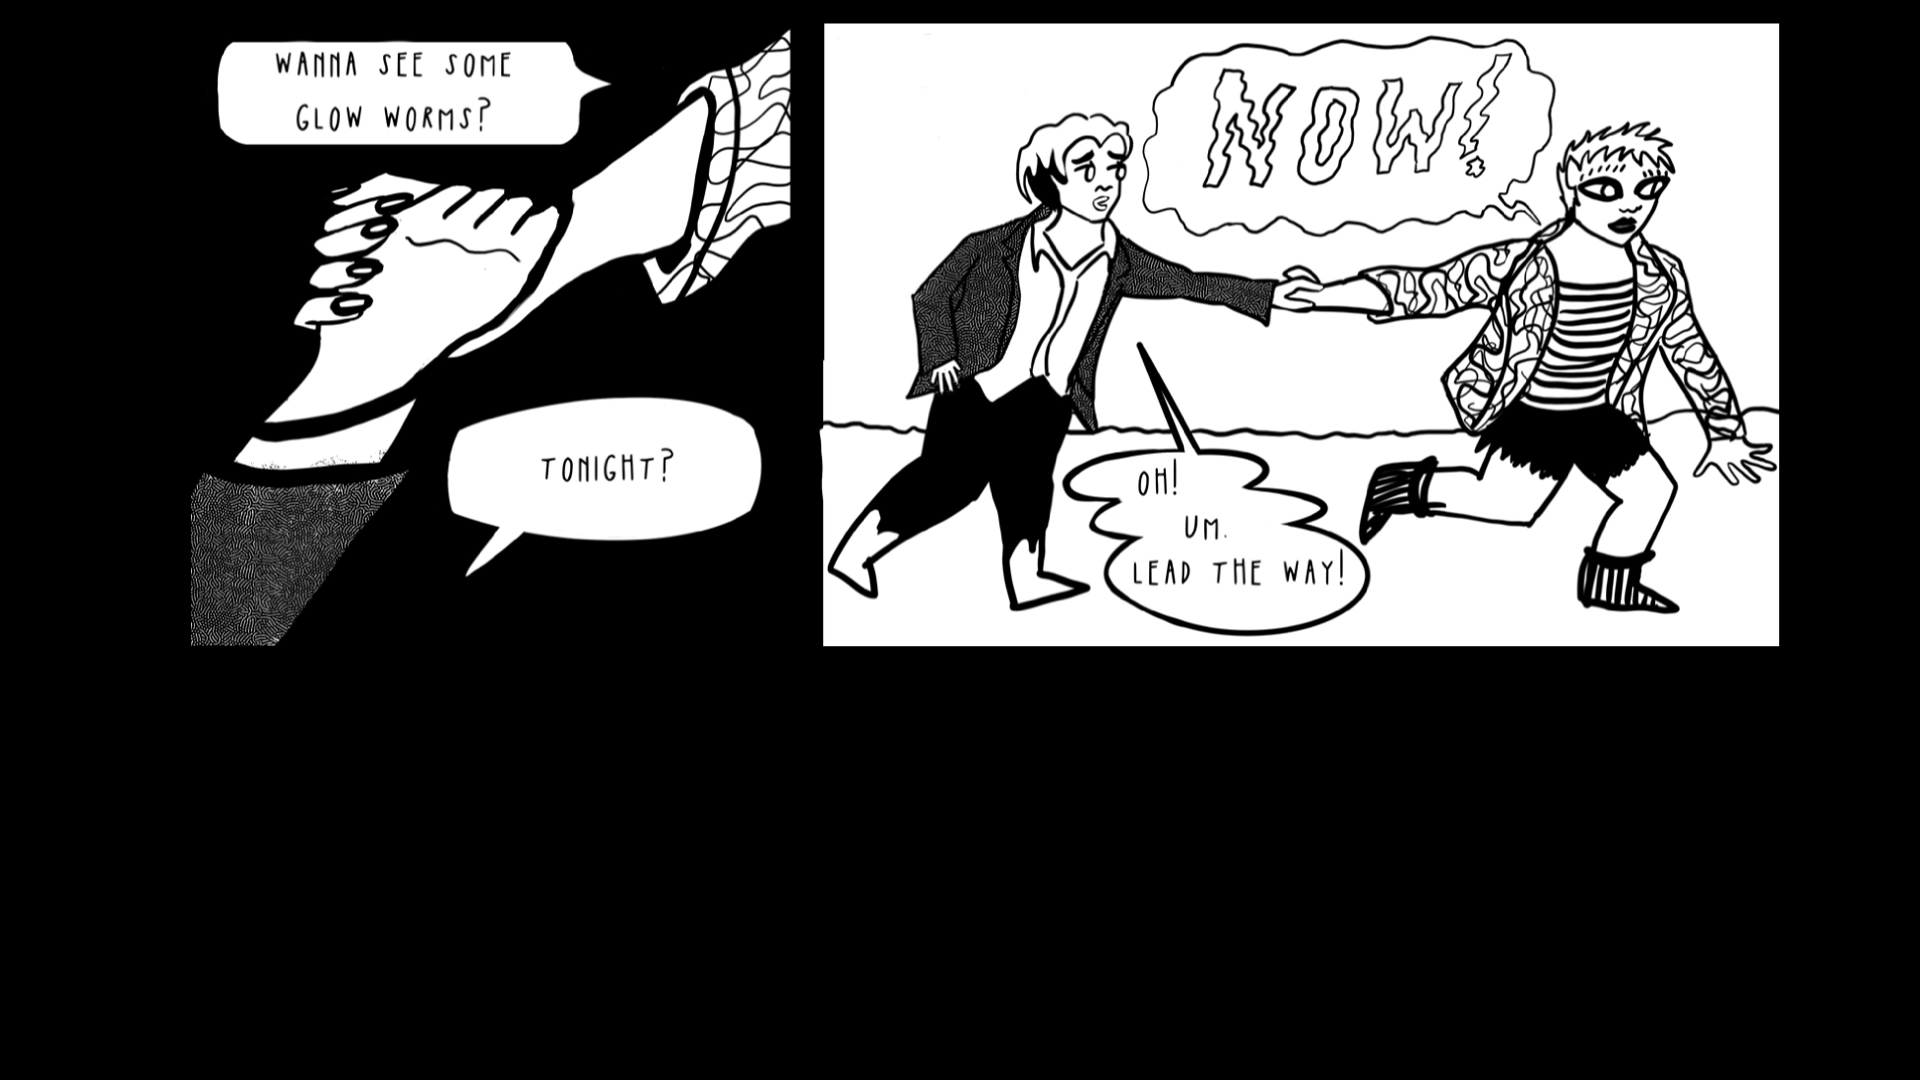 WANNA SEE SOME
GLOW WORMS?
TONIGHT?
NOW!
OH!
UM.
LEAD THE WAY!